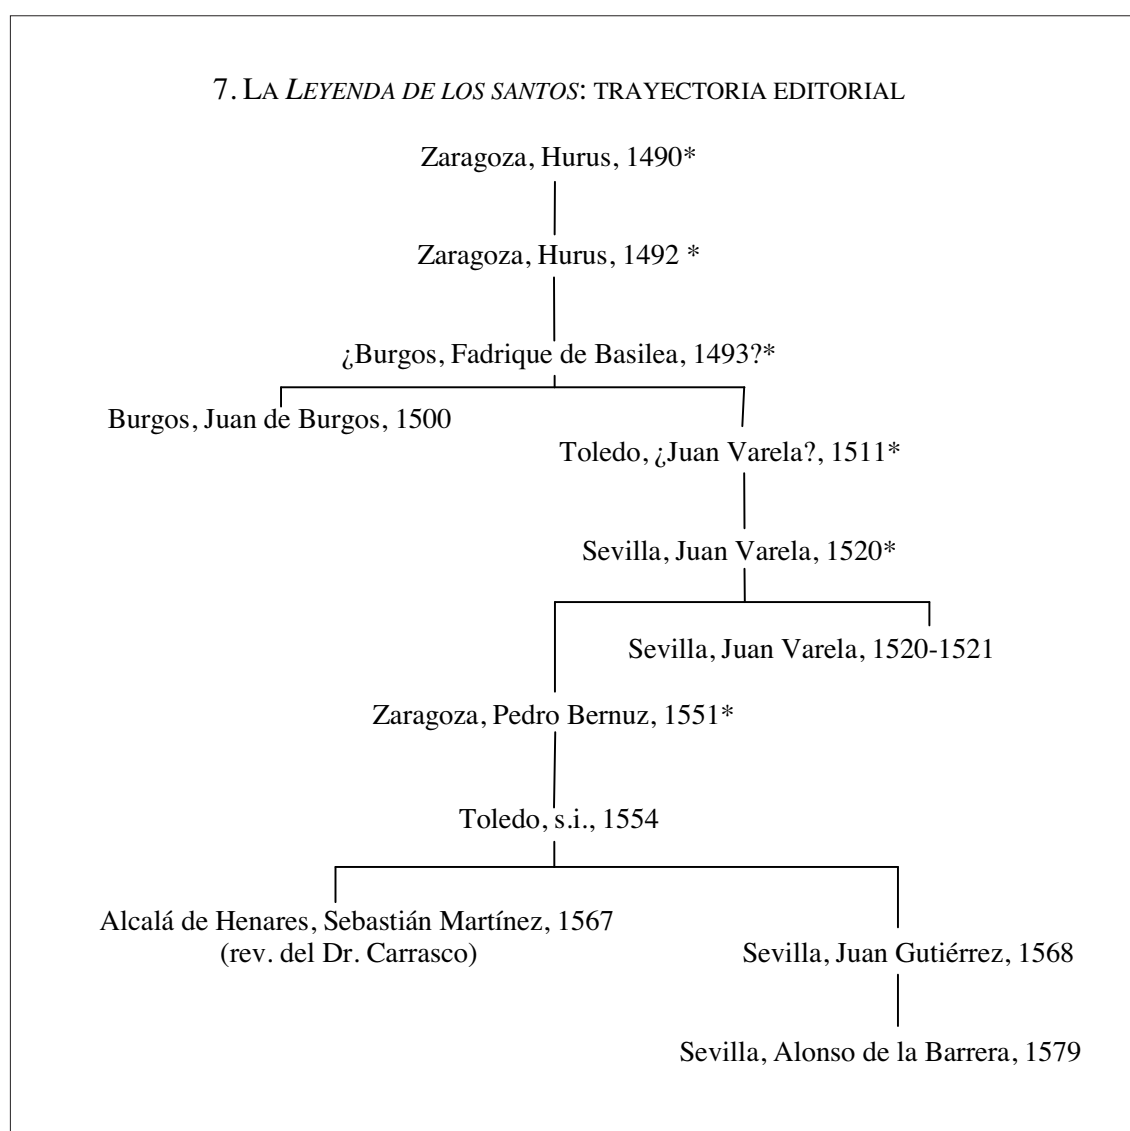 7. LA LEYENDA DE LOS SANTOS: TRAYECTORIA EDITORIAL
Zaragoza, Hurus, 1490*
Zaragoza, Hurus, 1492 *
¿Burgos, Fadrique de Basilea, 1493?*
Burgos, Juan de Burgos, 1500
Toledo, ¿Juan Varela?, 1511*
Sevilla, Juan Varela, 1520*
Sevilla, Juan Varela, 1520-1521
Zaragoza, Pedro Bernuz, 1551*
Toledo, s.i., 1554
Alcalá de Henares, Sebastián Martínez, 1567
(rev. del Dr. Carrasco)
Sevilla, Juan Gutiérrez, 1568
Sevilla, Alonso de la Barrera, 1579